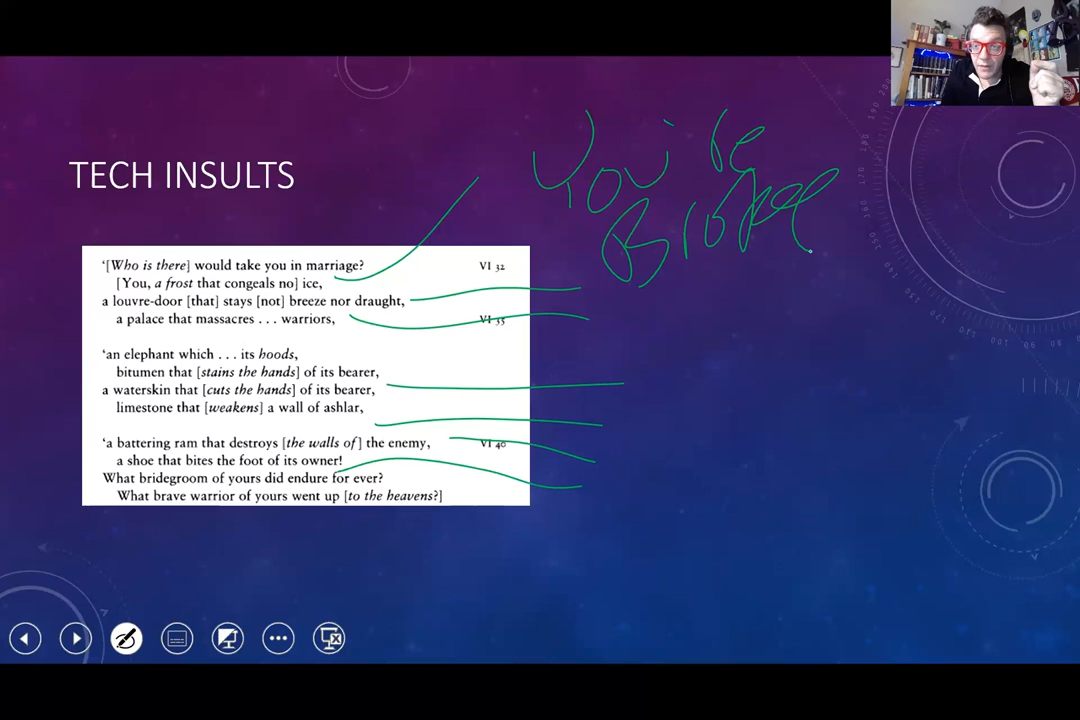 You're
Broke
TECH INSULTS
‘[Who is there] would take you in marriage? VI 32
[You, a frost that congeals no] ice,
a louvre-door [that] stays [not] breeze nor draught,
a palace that massacres . . . warriors, VI 35
‘an elephant which . . . its hoods,
bitumen that [stains the hands] of its bearer,
a waterskin that [cuts the hands] of its bearer,
limestone that [weakens] a wall of ashlar,
‘a battering ram that destroys [the walls of] the enemy, VI 40
a shoe that bites the foot of its owner!
What bridegroom of yours did endure for ever?
What brave warrior of yours went up [to the heavens?]